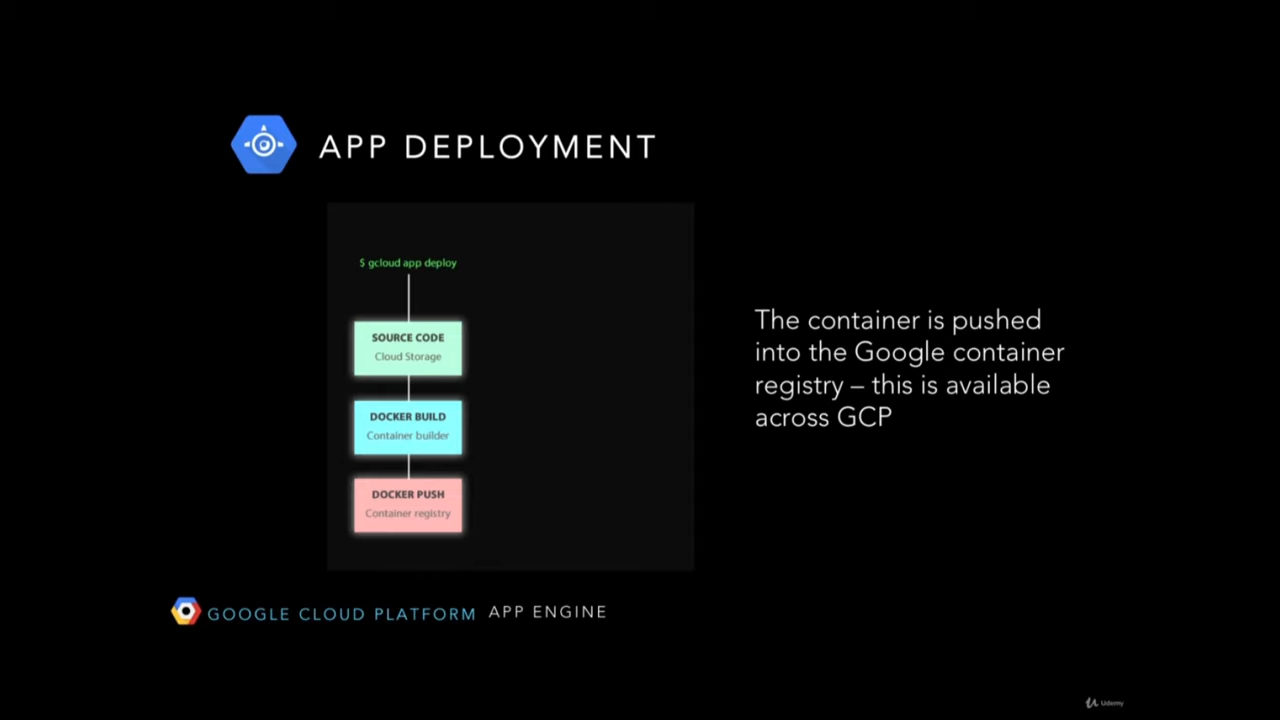 APP DEPLOYMENT
$ gcloud app deploy
SOURCE CODE
Cloud Storage
DOCKER BUILD
Container builder
DOCKER PUSH
Container registry
The container is pushed
into the Google container
registry – this is available
across GCP
GOOGLE CLOUD PLATFORM APP ENGINE
Udemy